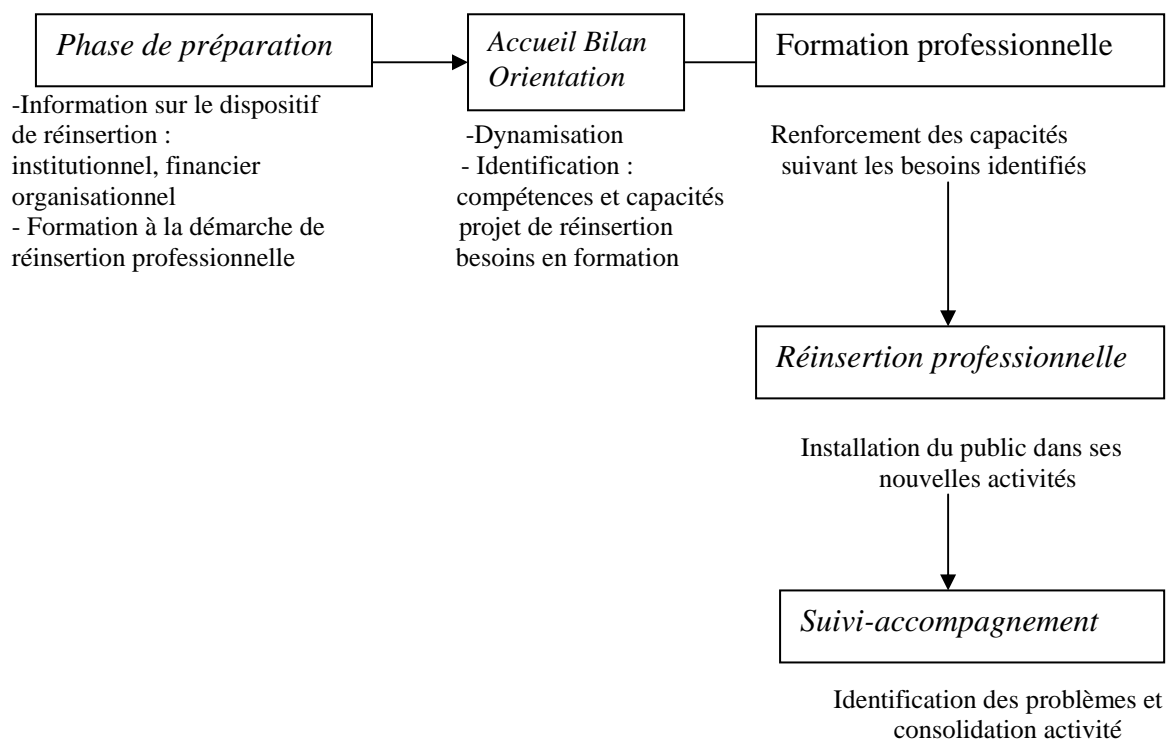 Phase de préparation
-Information sur le dispositif
de réinsertion :
institutionnel, financier
organisationnel
- Formation à la démarche de
réinsertion professionnelle
Accueil Bilan
Orientation
-Dynamisation
- Identification :
compétences et capacités
projet de réinsertion
besoins en formation
Formation professionnelle
Renforcement des capacités
suivant les besoins identifiés
Réinsertion professionnelle
Installation du public dans ses
nouvelles activités
Suivi-accompagnement
Identification des problèmes et
consolidation activité